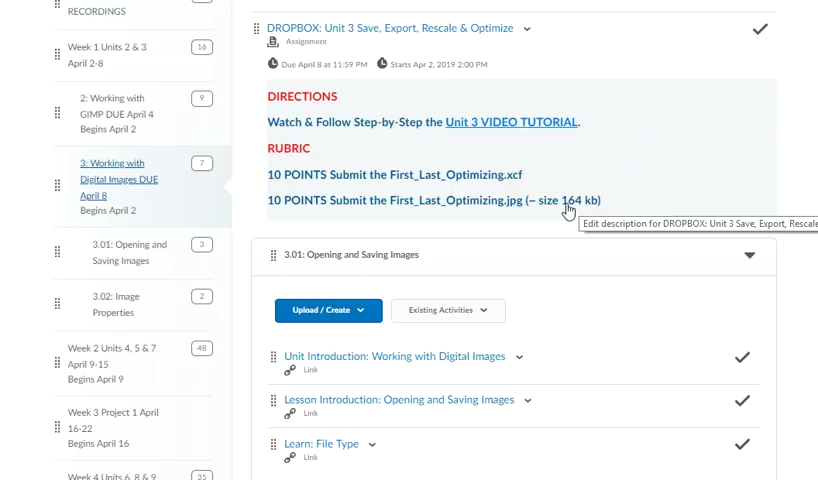 RECORDINGS
Week 1 Units 2 & 3
April 2-8
16
2: Working with
GIMP DUE April 4
Begins April 2
9
3: Working with
Digital Images DUE
April 8
Begins April 2
7
3.01: Opening and
Saving Images
3
3.02: Image
Properties
2
Week 2 Units 4, 5 & 7
April 9-15
Begins April 9
48
Week 3 Project 1 April
16-22
Begins April 16
Week 4 Units 6, 8 & 9
35
DROPBOX: Unit 3 Save, Export, Rescale & Optimize
Assignment
Due April 8 at 11:59 PM Starts Apr 2, 2019 2:00 PM
DIRECTIONS
Watch & Follow Step-by-Step the Unit 3 VIDEO TUTORIAL.
RUBRIC
10 POINTS Submit the First_Last_Optimizing.xcf
10 POINTS Submit the First_Last_Optimizing.jpg (~ size 164 kb)
Edit description for DROPBOX: Unit 3 Save, Export, Rescale
3.01: Opening and Saving Images
Upload / Create Existing Activities
Unit Introduction: Working with Digital Images
Link
Lesson Introduction: Opening and Saving Images
Link
Learn: File Type
Link